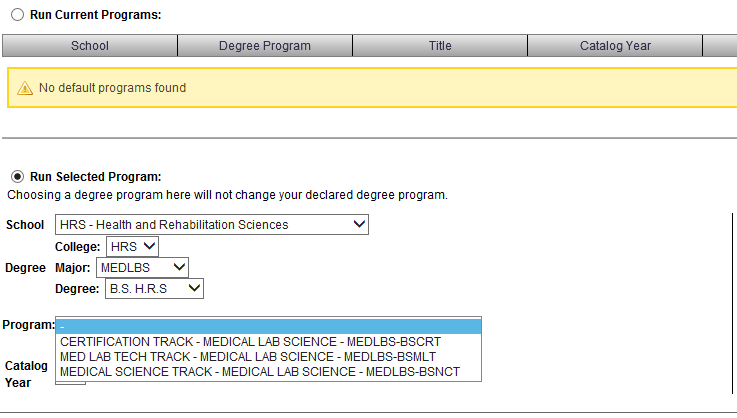 Run Current Programs:
School Degree Program Title Catalog Year
No default programs found
Run Selected Program:
Choosing a degree program here will not change your declared degree program.
School HRS - Health and Rehabilitation Sciences
College: HRS
Degree Major: MEDLBS
Degree: B.S. H.R.S
Program: -
CERTIFICATION TRACK - MEDICAL LAB SCIENCE - MEDLBS-BSCRT
MED LAB TECH TRACK - MEDICAL LAB SCIENCE - MEDLBS-BSMLT
MEDICAL SCIENCE TRACK - MEDICAL LAB SCIENCE - MEDLBS-BSNCT
Catalog
Year